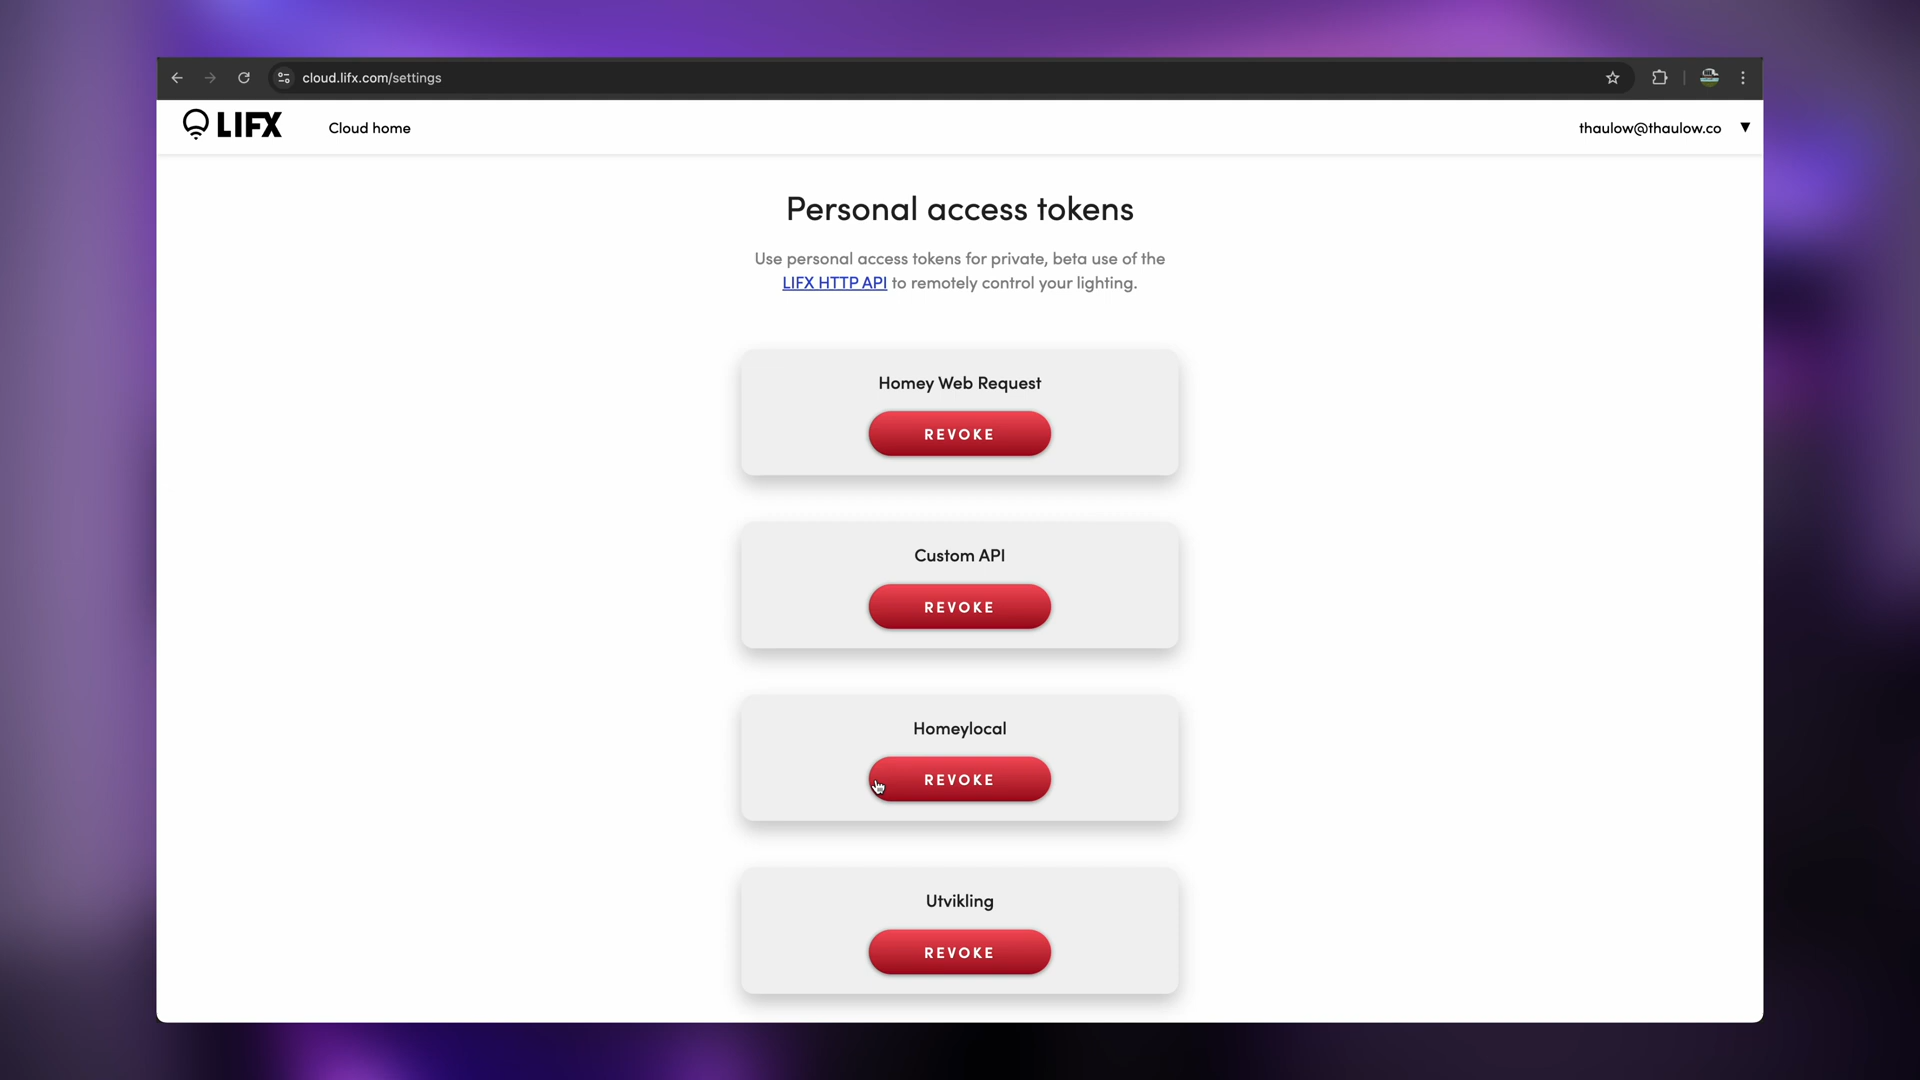 cloud.lifx.com/settings
LIFX
Cloud home
thaulow@thaulow.co
Personal access tokens
Use personal access tokens for private, beta use of the
LIFX HTTP API to remotely control your lighting.
Homey Web Request
REVOKE
Custom API
REVOKE
Homeylocal
REVOKE
Utvikling
REVOKE